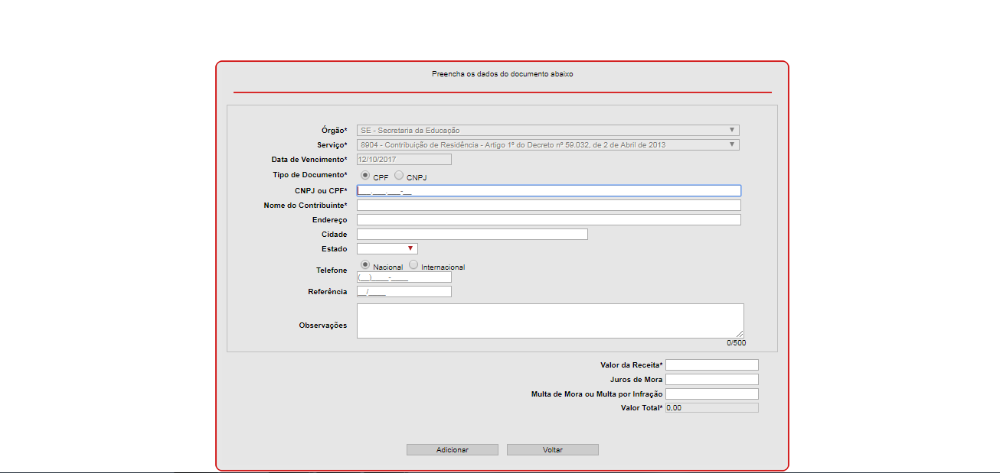 Preencha os dados do documento abaixo
Órgão* SE - Secretaria da Educação
Serviço* 8904 - Contribuição de Residência - Artigo 1º do Decreto nº 59.032, de 2 de Abril de 2013
Data de Vencimento* 12/10/2017
Tipo de Documento* CPF CNPJ
CNPJ ou CPF* ___.___.___-__
Nome do Contribuinte*
Endereço
Cidade
Estado
Telefone Nacional Internacional
(__)____-____
Referência __/____
Observações
0/500
Valor da Receita*
Juros de Mora
Multa de Mora ou Multa por Infração
Valor Total* 0,00
Adicionar Voltar